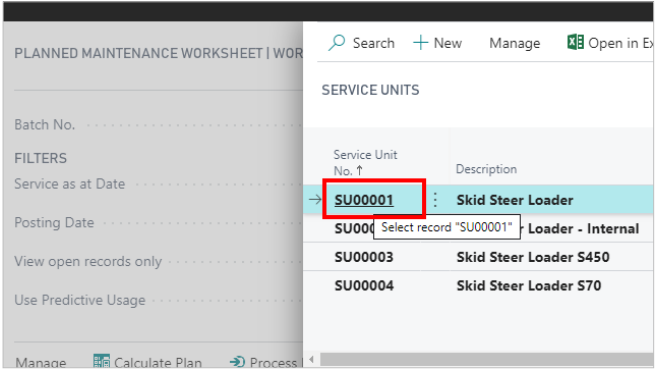 PLANNED MAINTENANCE WORKSHEET | WOR
Batch No.
FILTERS
Service as at Date
Posting Date
View open records only
Use Predictive Usage
Manage Calculate Plan Process
Search + New Manage Open in Ex
SERVICE UNITS
Service Unit
No. ↑ Description
→ SU00001 ⋮ Skid Steer Loader
SU000 r Loader - Internal
Select record "SU00001"
SU00003 Skid Steer Loader S450
SU00004 Skid Steer Loader S70